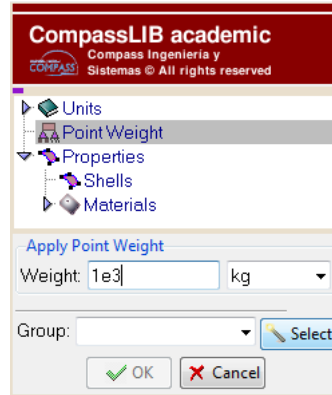 CompassLIB academic
Compass Ingeniería y
COMPASS Sistemas © All rights reserved
Units
Point Weight
Properties
Shells
Materials
Apply Point Weight
Weight: 1e3 kg
Group: Select
OK Cancel